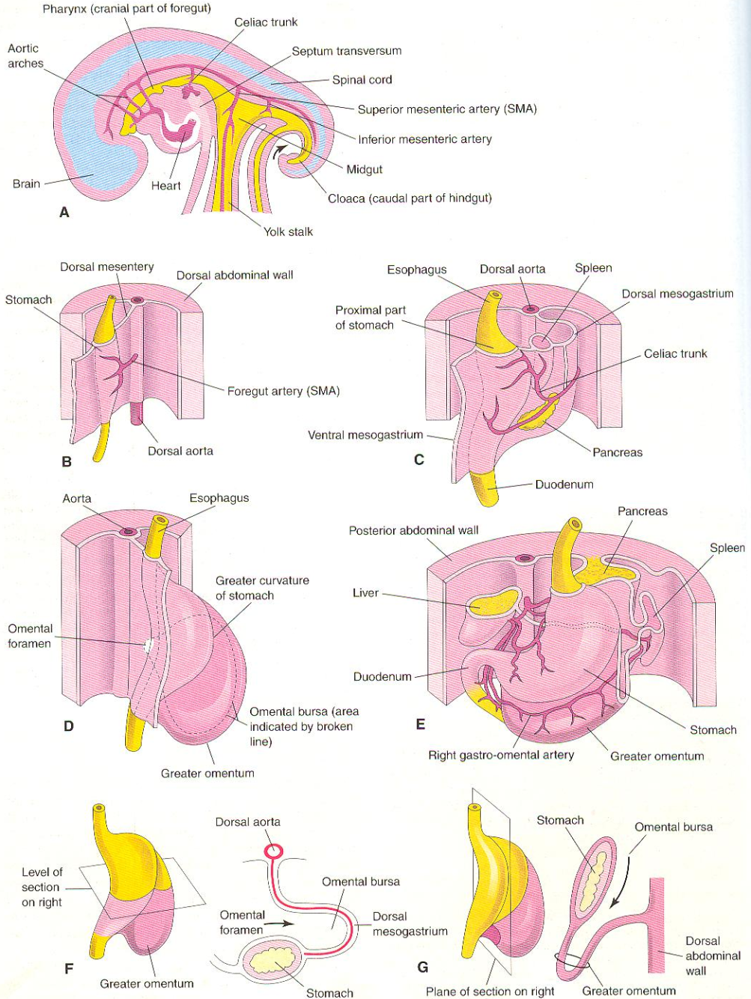 Pharynx (cranial part of foregut)
Celiac trunk
Aortic
arches
Septum transversum
Spinal cord
Superior mesenteric artery (SMA)
Inferior mesenteric artery
Midgut
Brain
Heart
Cloaca (caudal part of hindgut)
A
Yolk stalk
Dorsal mesentery
Dorsal abdominal wall
Stomach
Foregut artery (SMA)
Dorsal aorta
B
Esophagus
Dorsal aorta
Spleen
Dorsal mesogastrium
Proximal part
of stomach
Celiac trunk
Ventral mesogastrium
Pancreas
C
Duodenum
Aorta
Esophagus
Greater curvature
of stomach
Omental
foramen
Omental bursa (area
indicated by broken
line)
D
Greater omentum
Pancreas
Posterior abdominal wall
Spleen
Liver
Duodenum
E
Stomach
Right gastro-omental artery
Greater omentum
Level of
section
on right
F
Greater omentum
Dorsal aorta
Omental bursa
Omental
foramen
Dorsal
mesogastrium
Stomach
Stomach
Omental bursa
G
Dorsal
abdominal
wall
Plane of section on right
Greater omentum